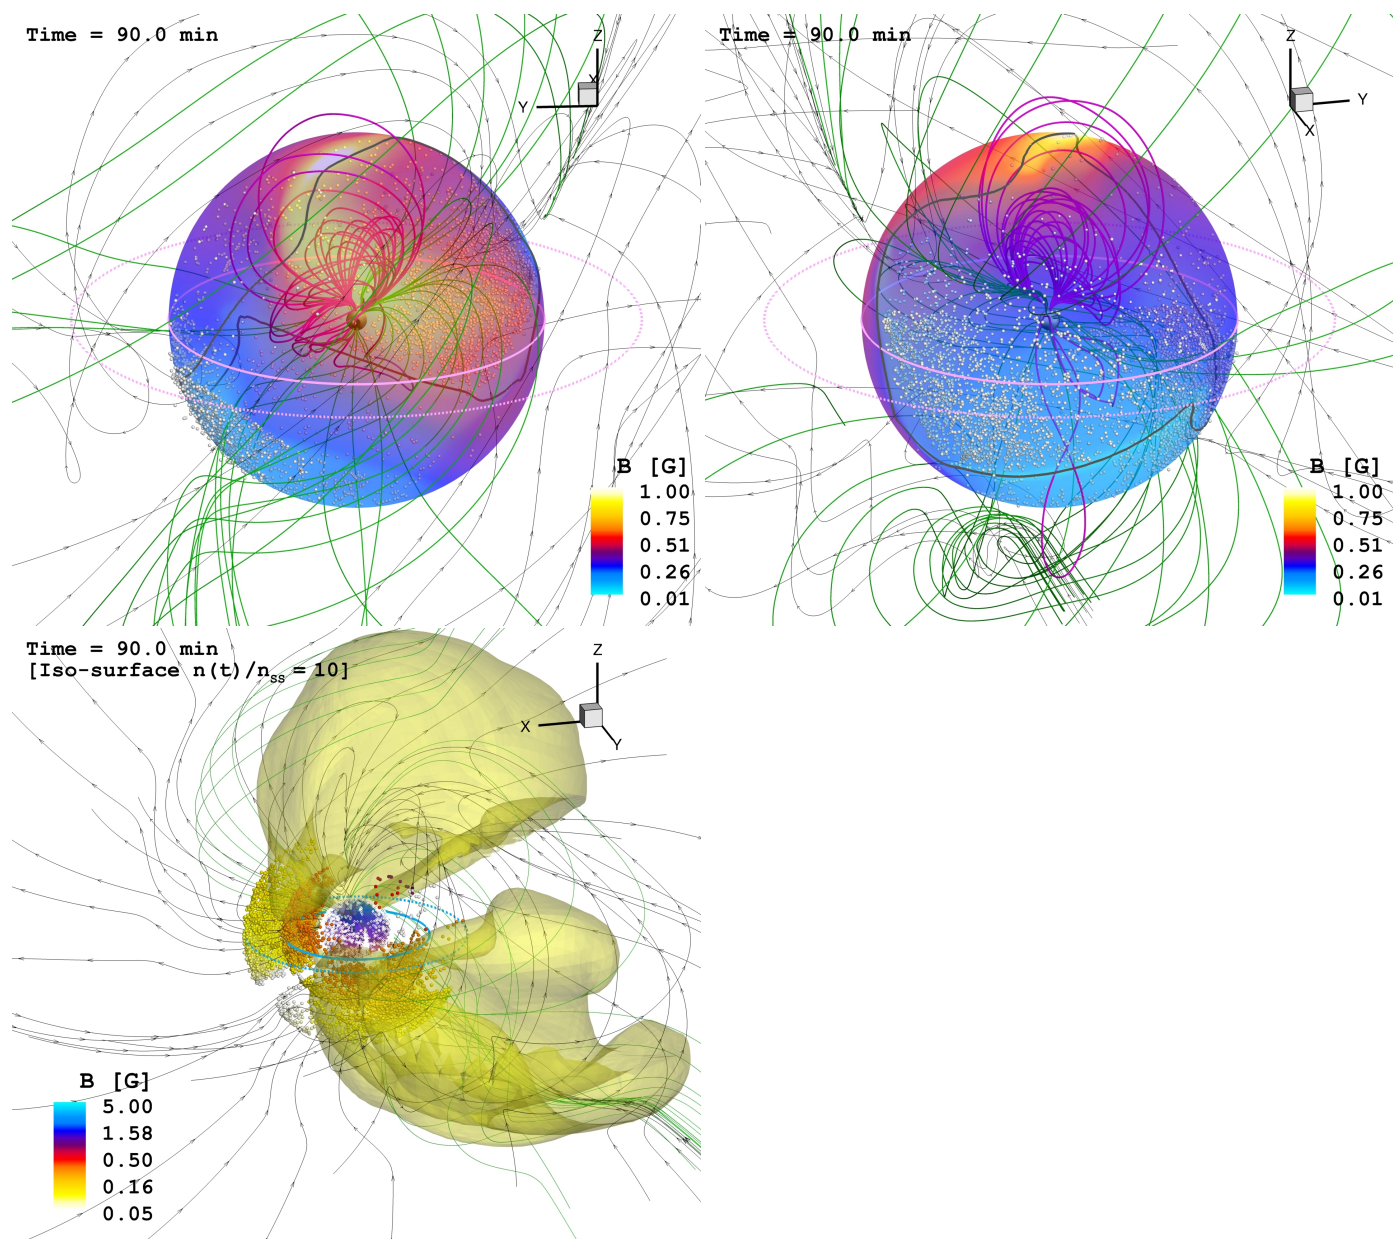 Time = 90.0 min
Z
X
Y
B [G]
1.00
0.75
0.51
0.26
0.01
Time = 90.0 min
Z
Y
X
B [G]
1.00
0.75
0.51
0.26
0.01
Time = 90.0 min
[Iso-surface n(t)/nss = 10]
Z
X
Y
B [G]
5.00
1.58
0.50
0.16
0.05